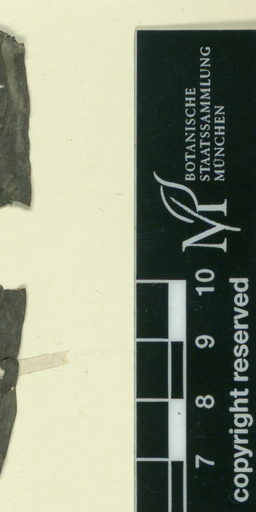 BOTANISCHE
STAATSSAMMLUNG
MÜNCHEN
M
10
9
8
7
copyright reserved